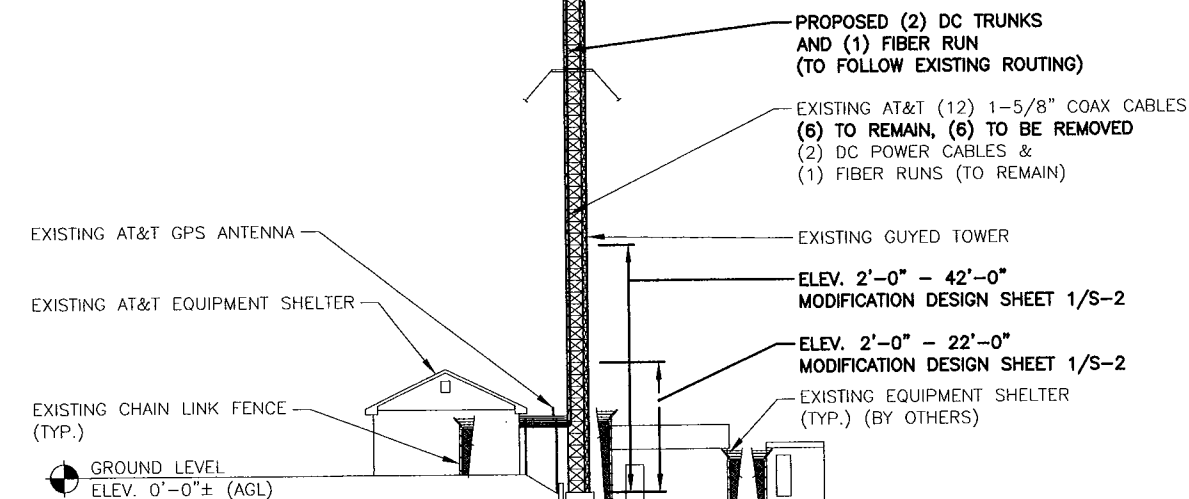 PROPOSED (2) DC TRUNKS
AND (1) FIBER RUN
(TO FOLLOW EXISTING ROUTING)
EXISTING AT&T (12) 1-5/8" COAX CABLES
(6) TO REMAIN, (6) TO BE REMOVED
(2) DC POWER CABLES &
(1) FIBER RUNS (TO REMAIN)
EXISTING AT&T GPS ANTENNA
EXISTING GUYED TOWER
ELEV. 2'-0" - 42'-0"
MODIFICATION DESIGN SHEET 1/S-2
EXISTING AT&T EQUIPMENT SHELTER
ELEV. 2'-0" - 22'-0"
MODIFICATION DESIGN SHEET 1/S-2
EXISTING EQUIPMENT SHELTER
(TYP.) (BY OTHERS)
EXISTING CHAIN LINK FENCE
(TYP.)
GROUND LEVEL
ELEV. 0'-0"± (AGL)